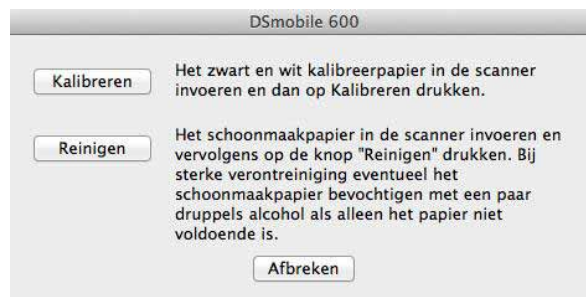 DSmobile 600
Kalibreren
Het zwart en wit kalibreerpapier in de scanner
invoeren en dan op Kalibreren drukken.
Reinigen
Het schoonmaakpapier in de scanner invoeren en
vervolgens op de knop "Reinigen" drukken. Bij
sterke verontreiniging eventueel het
schoonmaakpapier bevochtigen met een paar
druppels alcohol als alleen het papier niet
voldoende is.
Afbreken